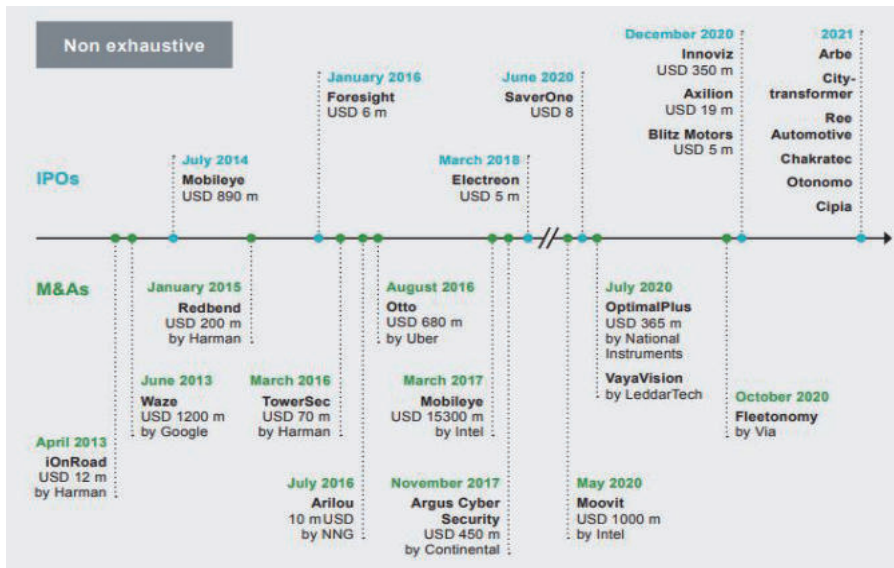 Non exhaustive
IPOs
July 2014
Mobileye
USD 890 m
January 2016
Foresight
USD 6 m
March 2018
Electreon
USD 5 m
June 2020
SaverOne
USD 8
December 2020
Innoviz
USD 350 m
Axilion
USD 19 m
Blitz Motors
USD 5 m
2021
Arbe
City-
transformer
Ree
Automotive
Chakratec
Otonomo
Cipia
M&As
April 2013
iOnRoad
USD 12 m
by Harman
June 2013
Waze
USD 1200 m
by Google
January 2015
Redbend
USD 200 m
by Harman
March 2016
TowerSec
USD 70 m
by Harman
July 2016
Arilou
10 mUSD
by NNG
August 2016
Otto
USD 680 m
by Uber
March 2017
Mobileye
USD 15300 m
by Intel
November 2017
Argus Cyber
Security
USD 450 m
by Continental
May 2020
Moovit
USD 1000 m
by Intel
July 2020
OptimalPlus
USD 365 m
by National
Instruments
VayaVision
by LeddarTech
October 2020
Fleetonomy
by Via